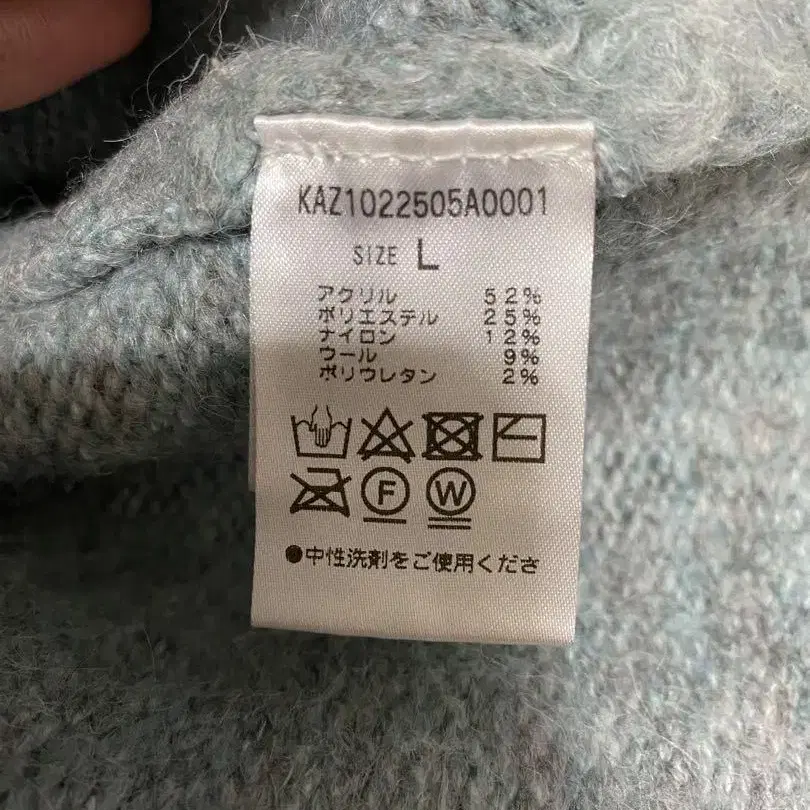 KAZ1022505A0001
SIZE L
アクリル 52%
ポリエステル 25%
ナイロン 12%
ウール 9%
ポリウレタン 2%
F W
●中性洗剤をご使用くださ